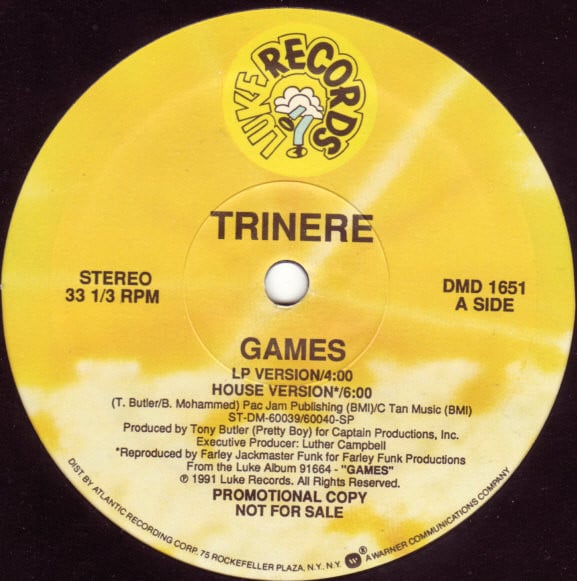 LUKE RECORDS
TRINERE
STEREO
33 1/3 RPM
DMD 1651
A SIDE
GAMES
LP VERSION/4:00
HOUSE VERSION*/6:00
(T. Butler/B. Mohammed) Pac Jam Publishing (BMI)/C Tan Music (BMI)
ST-DM-60039/60040-SP
Produced by Tony Butler (Pretty Boy) for Captain Productions, Inc.
Executive Producer: Luther Campbell
*Reproduced by Farley Jackmaster Funk for Farley Funk Productions
From the Luke Album 91664 - "GAMES"
℗ 1991 Luke Records. All Rights Reserved.
PROMOTIONAL COPY
NOT FOR SALE
DIST. BY ATLANTIC RECORDING CORP. 75 ROCKEFELLER PLAZA, N.Y. N.Y. ® A WARNER COMMUNICATIONS COMPANY